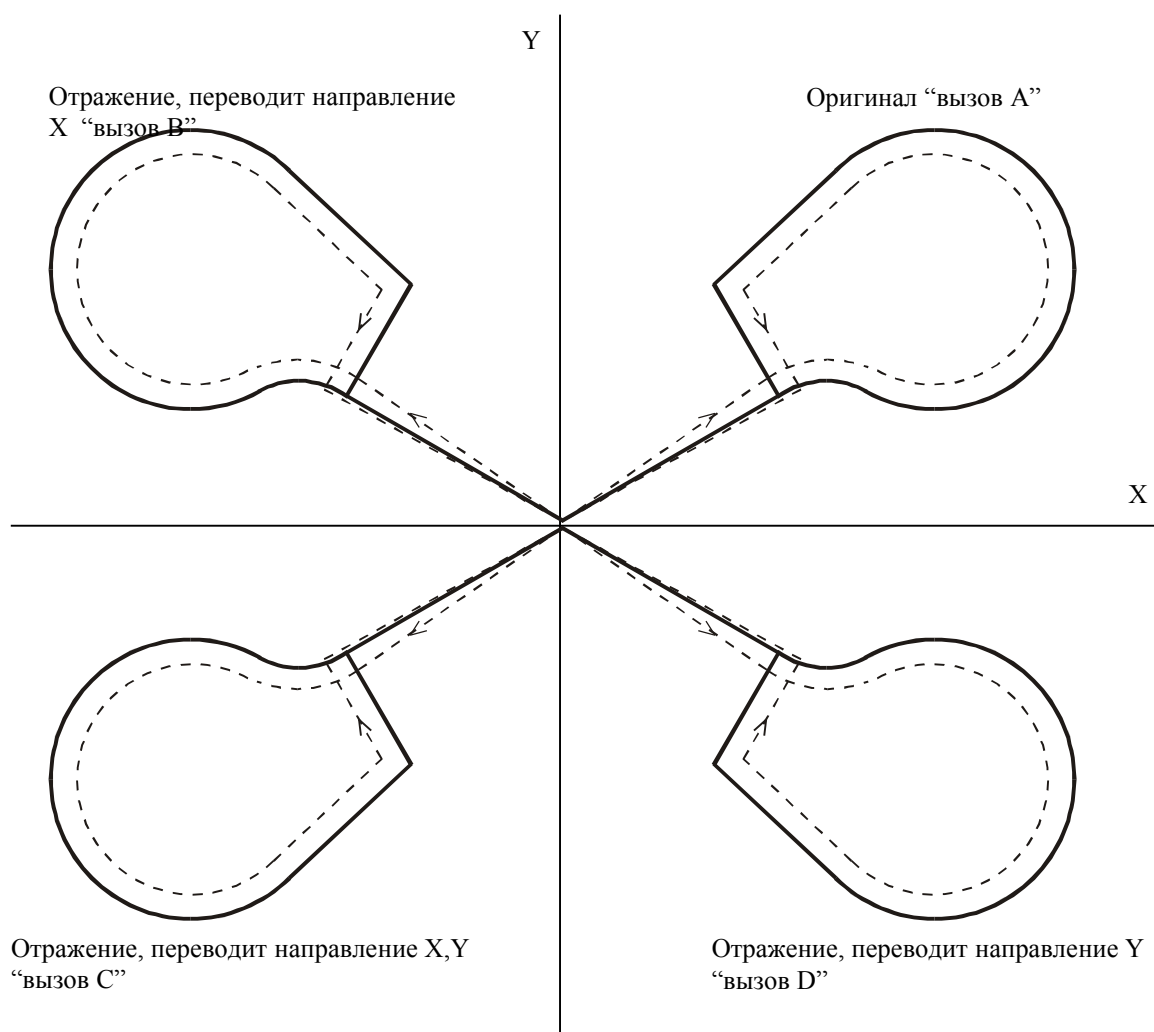 Y
Отражение, переводит направление
X “вызов B”
Оригинал “вызов A”
X
Отражение, переводит направление X,Y
“вызов C”
Отражение, переводит направление Y
“вызов D”